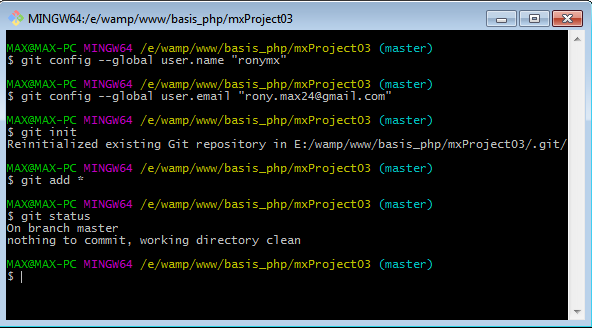 MINGW64:/e/wamp/www/basis_php/mxProject03
MAX@MAX-PC MINGW64 /e/wamp/www/basis_php/mxProject03 (master)
$ git config --global user.name "ronymx"
MAX@MAX-PC MINGW64 /e/wamp/www/basis_php/mxProject03 (master)
$ git config --global user.email "rony.max24@gmail.com"
MAX@MAX-PC MINGW64 /e/wamp/www/basis_php/mxProject03 (master)
$ git init
Reinitialized existing Git repository in E:/wamp/www/basis_php/mxProject03/.git/
MAX@MAX-PC MINGW64 /e/wamp/www/basis_php/mxProject03 (master)
$ git add *
MAX@MAX-PC MINGW64 /e/wamp/www/basis_php/mxProject03 (master)
$ git status
On branch master
nothing to commit, working directory clean
MAX@MAX-PC MINGW64 /e/wamp/www/basis_php/mxProject03 (master)
$